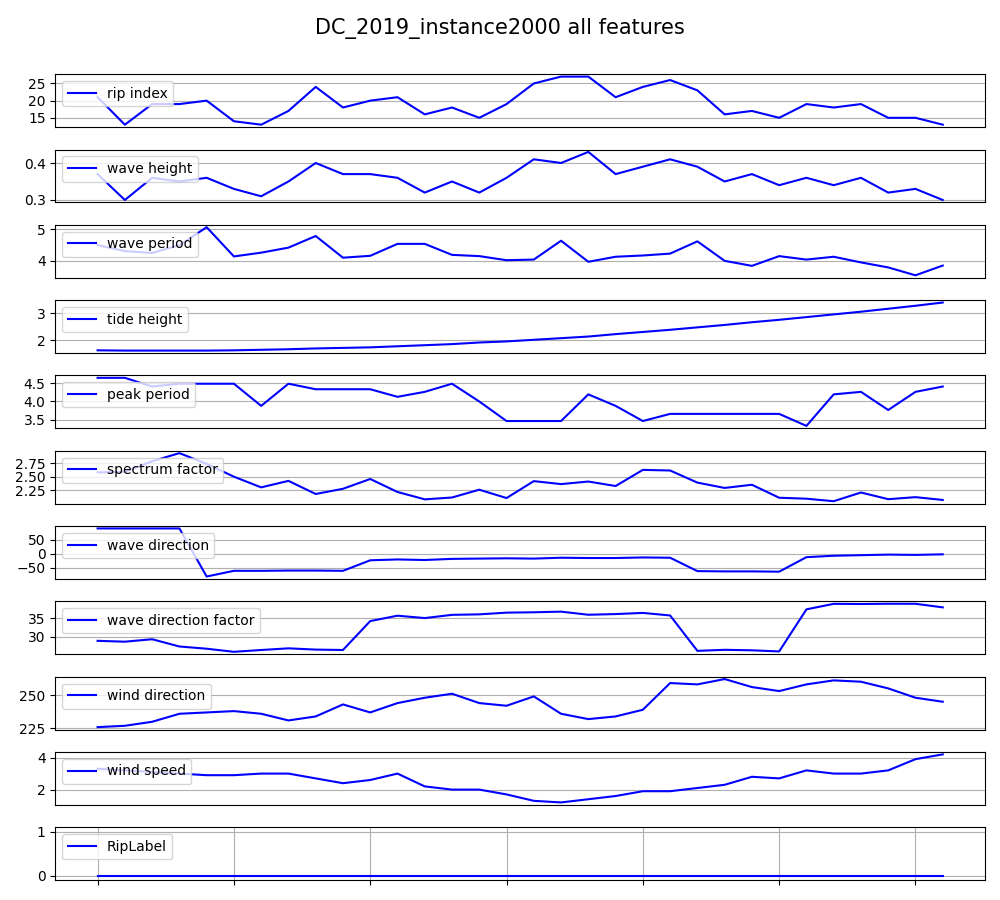 DC_2019_instance2000 all features
25
20
15
rip index
0.4
0.3
wave height
5
4
wave period
3
2
tide height
4.5
4.0
3.5
peak period
2.75
2.50
2.25
spectrum factor
50
0
−50
wave direction
35
30
wave direction factor
250
225
wind direction
4
2
wind speed
1
0
RipLabel